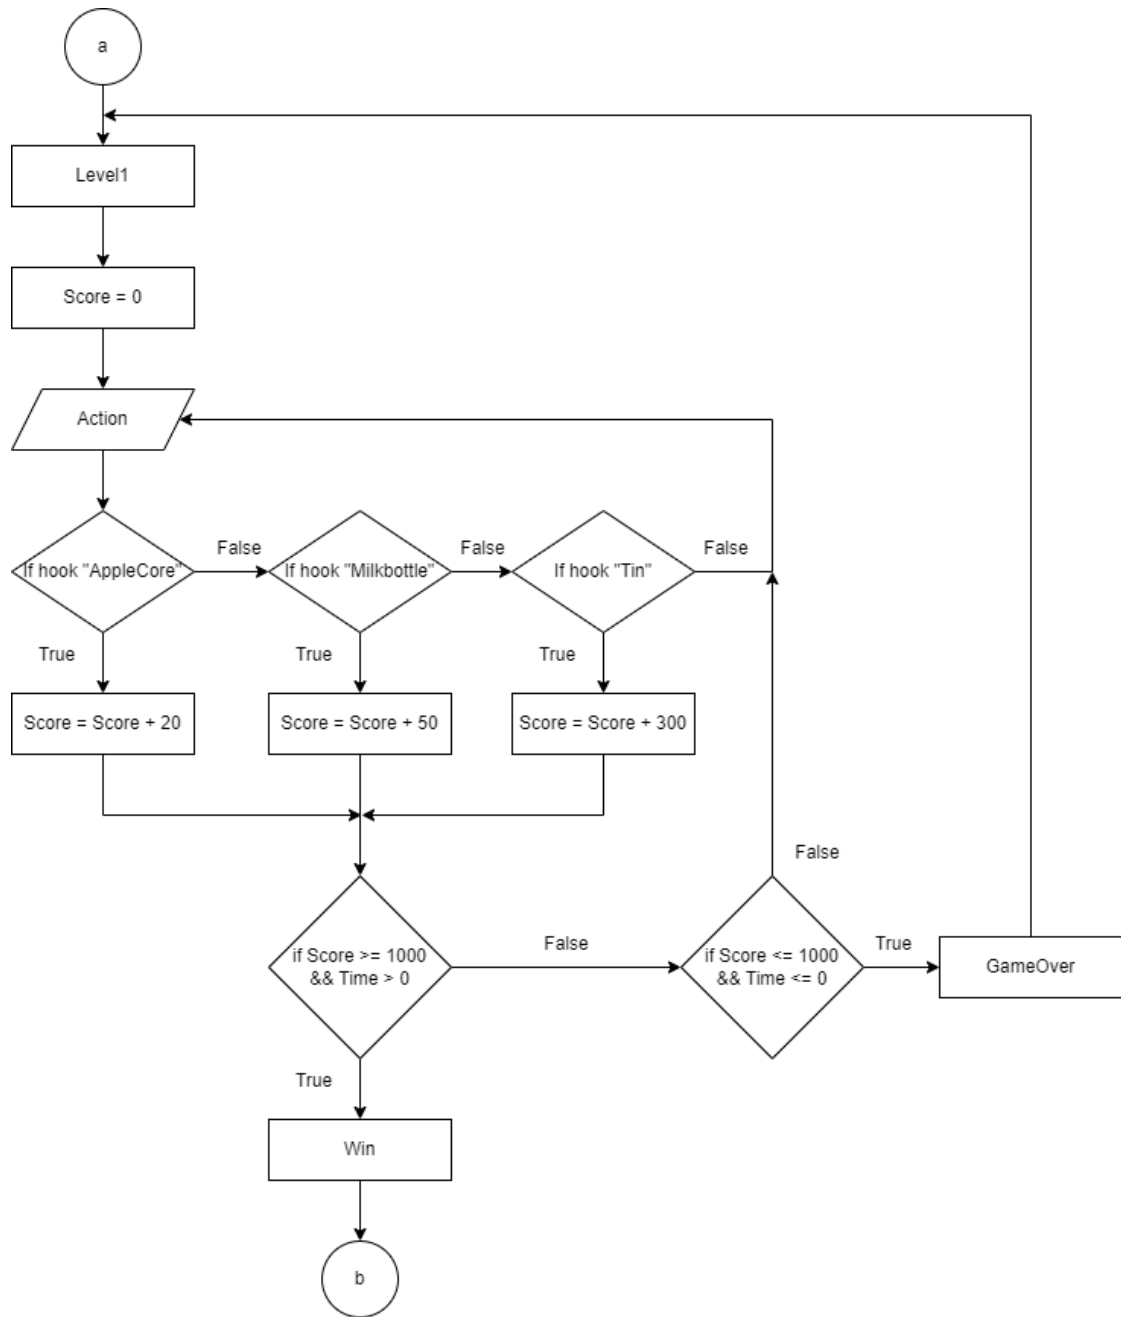 a
Level1
Score = 0
Action
If hook "AppleCore"
False
If hook "Milkbottle"
False
If hook "Tin"
False
True
True
True
Score = Score + 20
Score = Score + 50
Score = Score + 300
if Score >= 1000
&& Time > 0
False
if Score <= 1000
&& Time <= 0
False
True
GameOver
True
Win
b